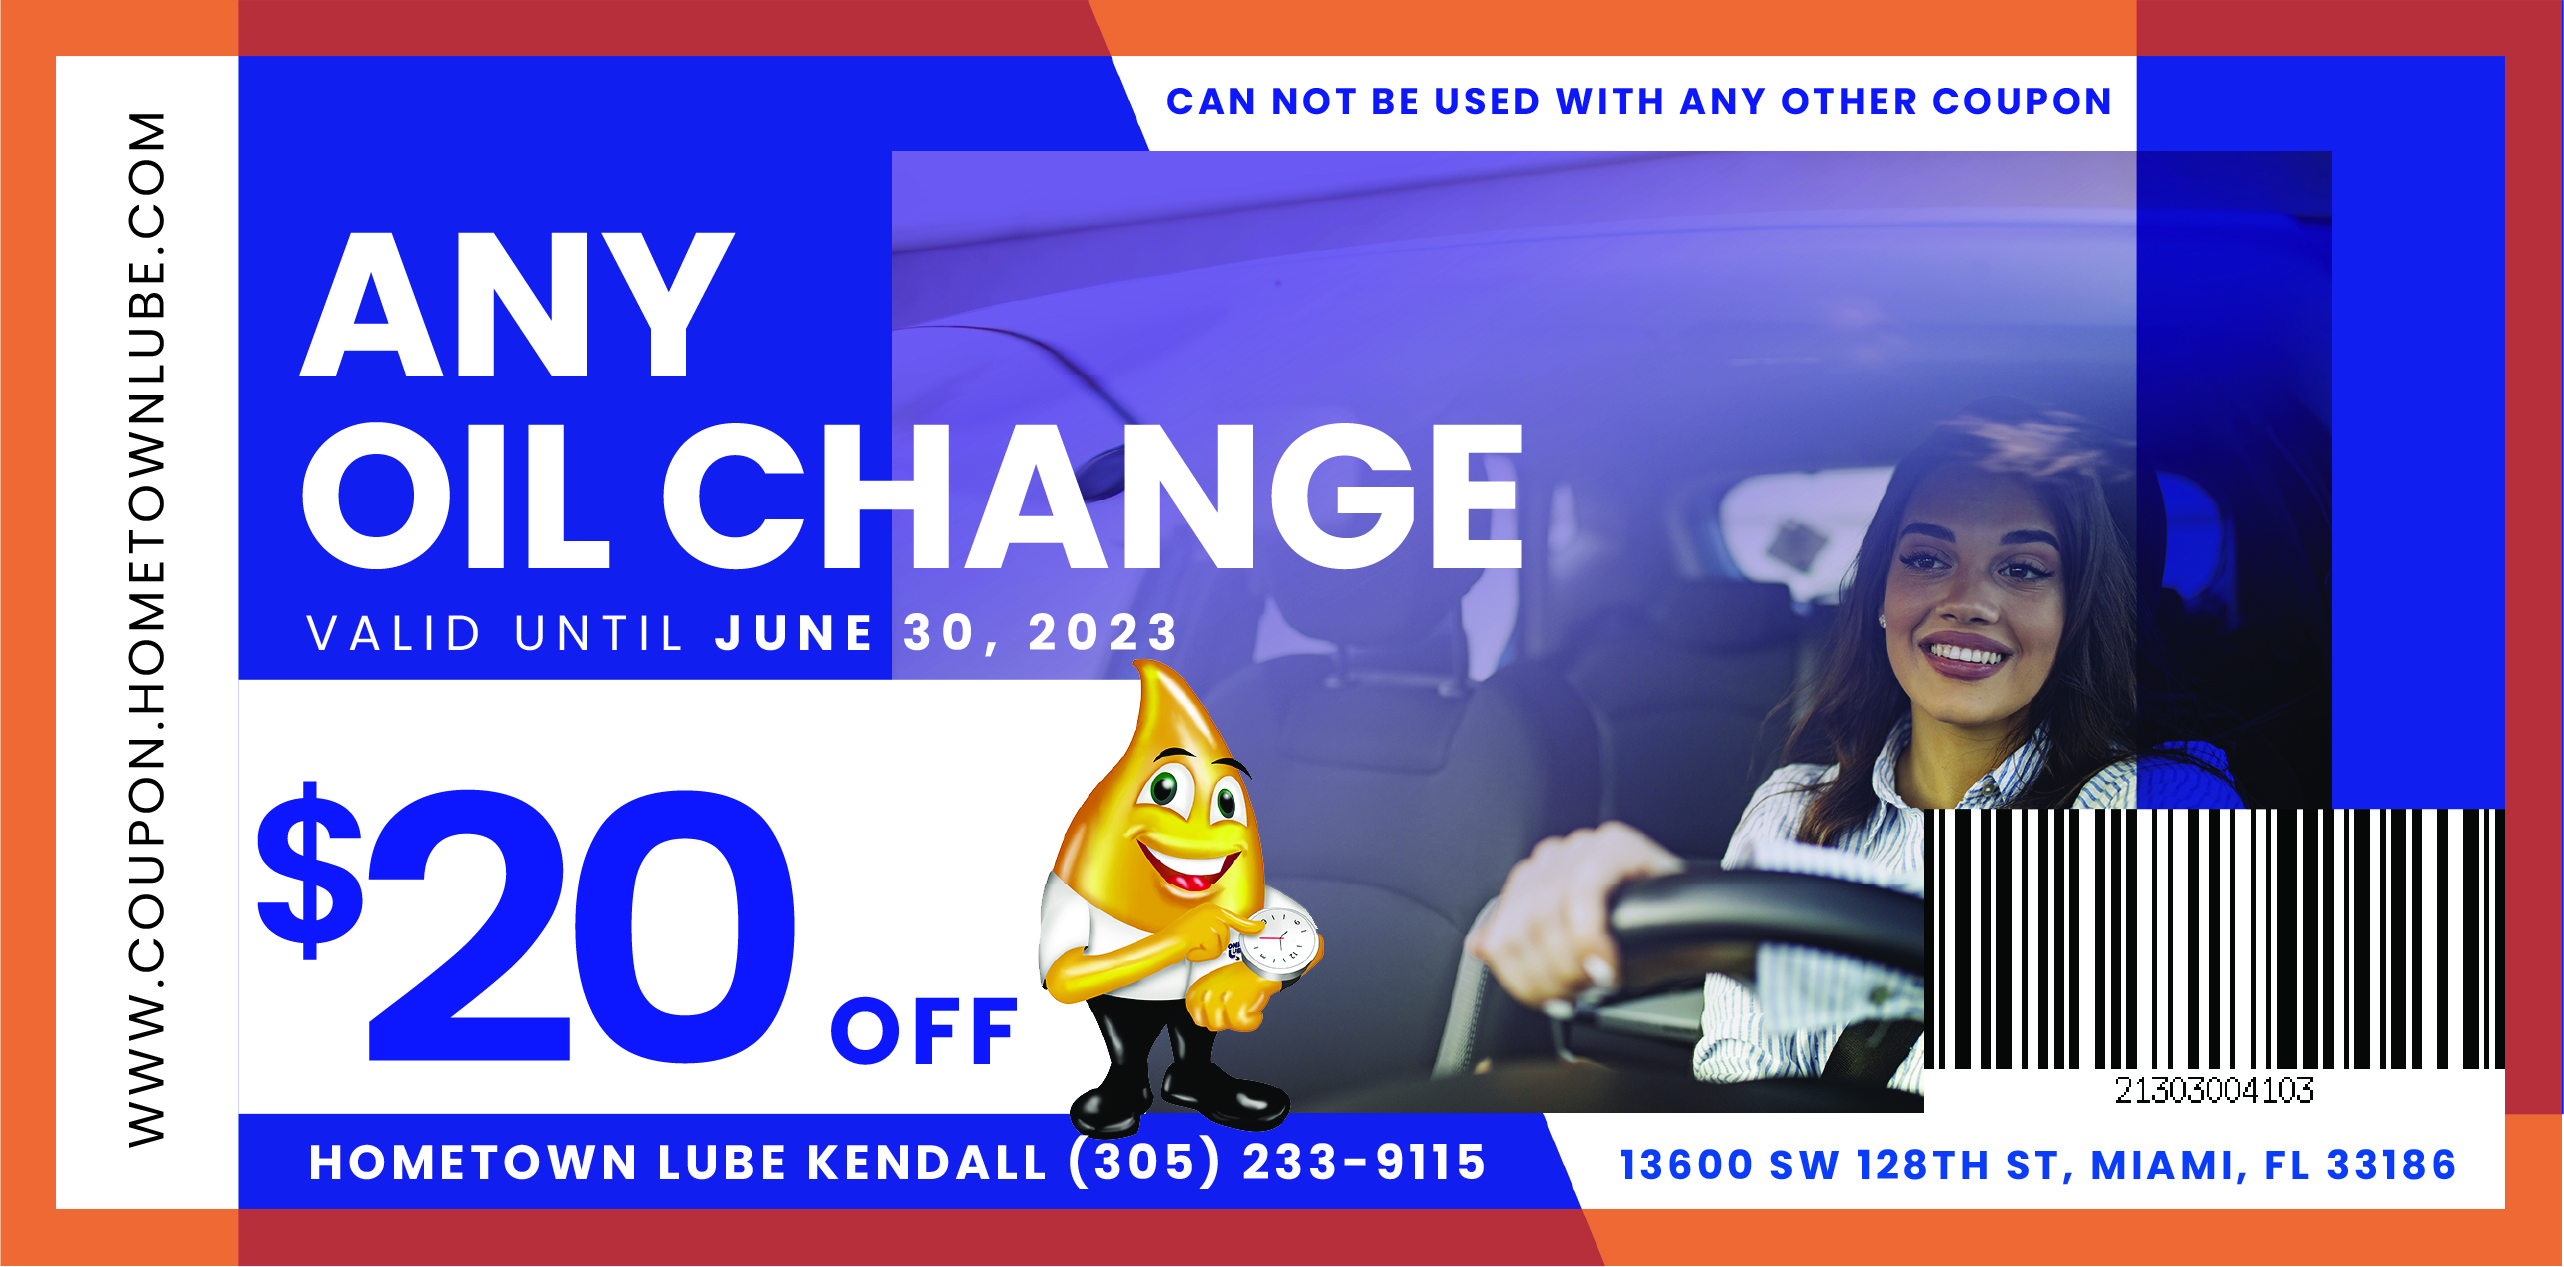 CAN NOT BE USED WITH ANY OTHER COUPON
WWW.COUPON.HOMETOWNLUBE.COM
ANY
OIL CHANGE
VALID UNTIL JUNE 30, 2023
$20 OFF
21303004103
HOMETOWN LUBE KENDALL (305) 233-9115
13600 SW 128TH ST, MIAMI, FL 33186